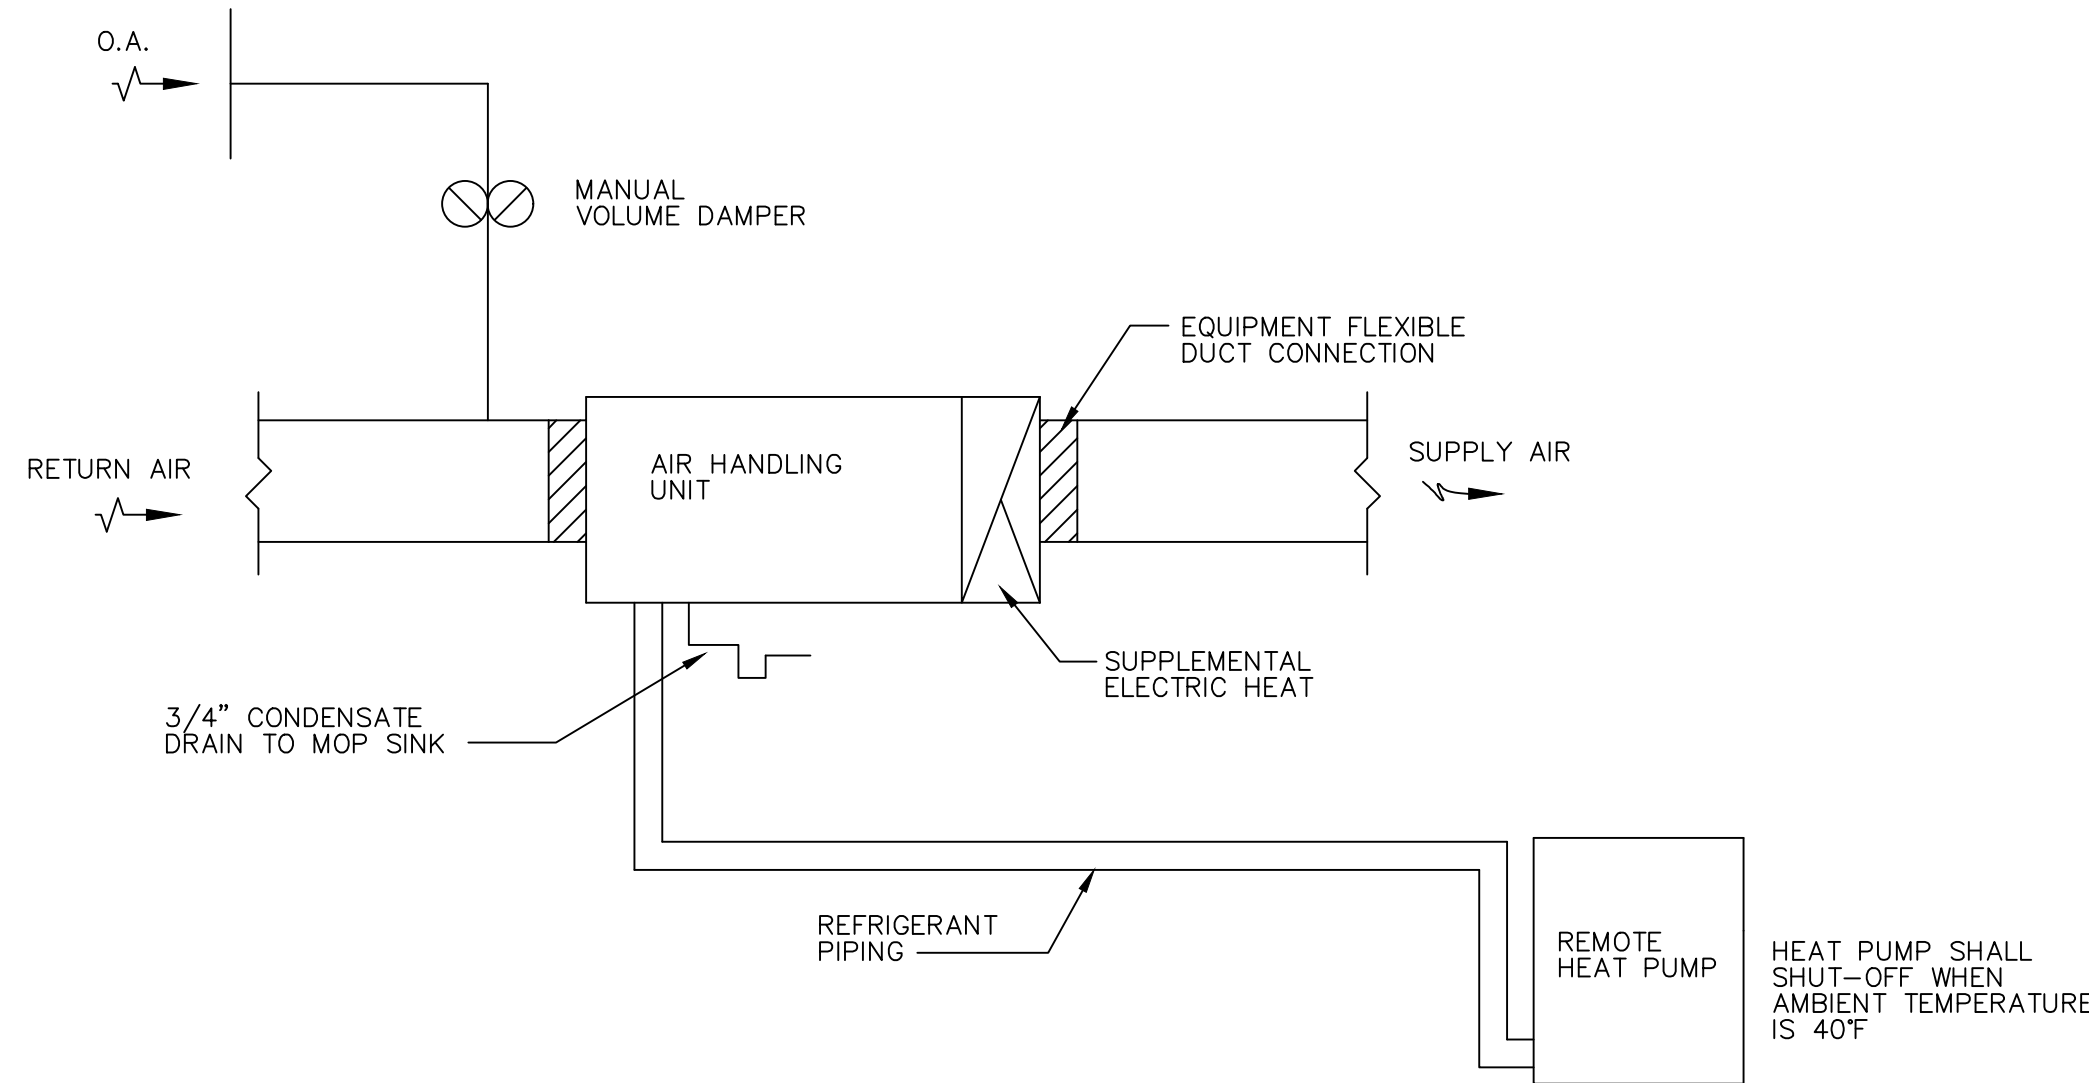 O.A.
MANUAL
VOLUME DAMPER
EQUIPMENT FLEXIBLE
DUCT CONNECTION
RETURN AIR
AIR HANDLING
UNIT
SUPPLY AIR
SUPPLEMENTAL
ELECTRIC HEAT
3/4" CONDENSATE
DRAIN TO MOP SINK
REFRIGERANT
PIPING
REMOTE
HEAT PUMP
HEAT PUMP SHALL
SHUT-OFF WHEN
AMBIENT TEMPERATURE
IS 40°F